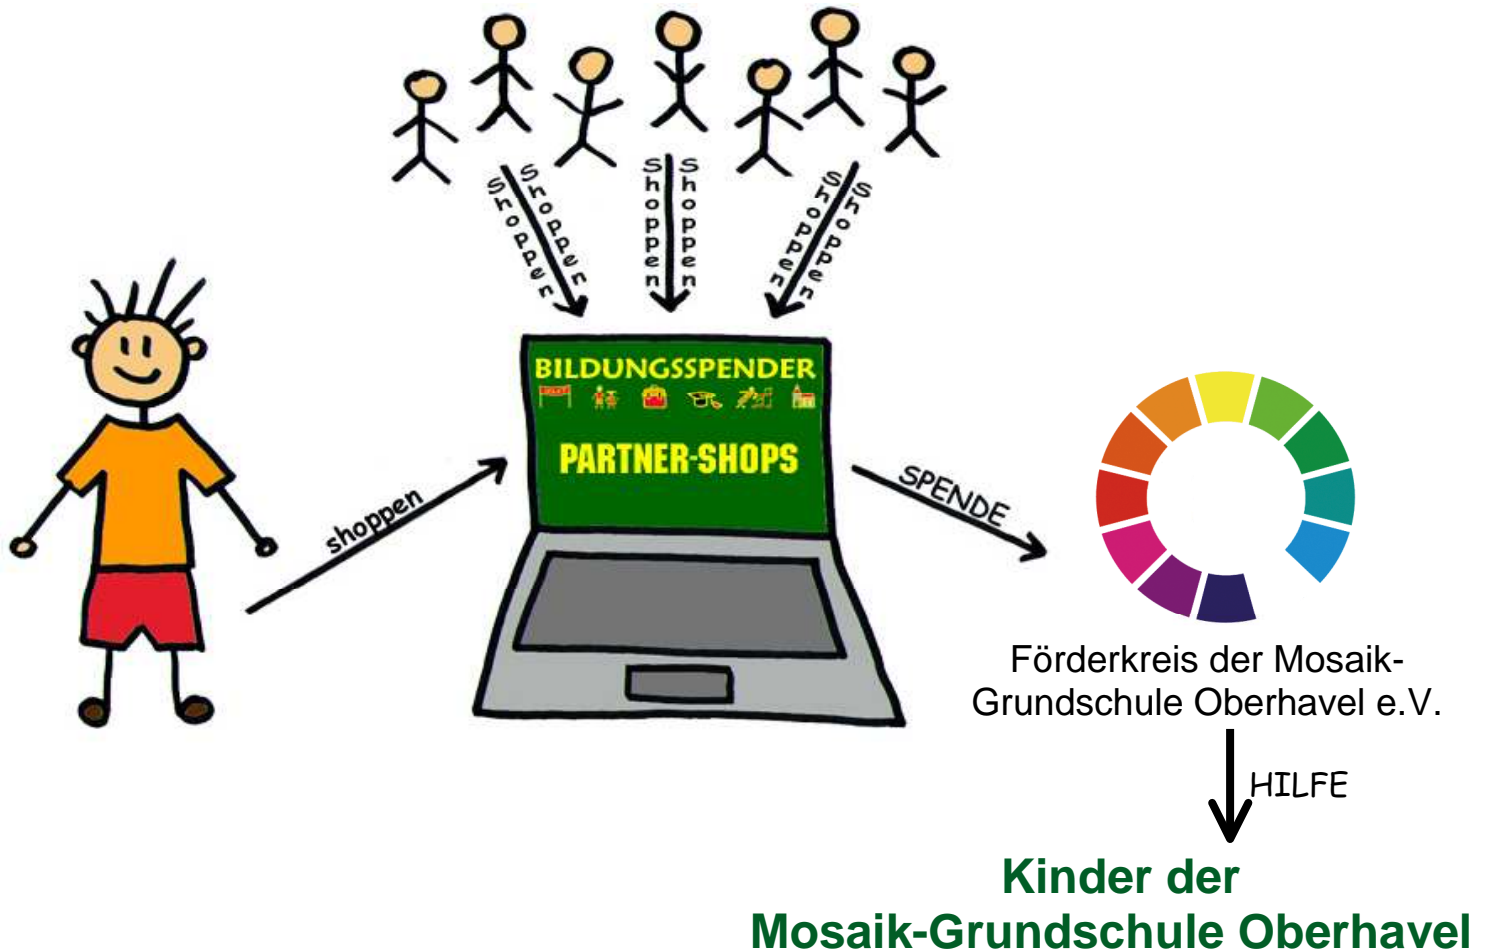 Shoppen
Shoppen
Shoppen
Shoppen
Shoppen
Shoppen
BILDUNGSSPENDER
PARTNER-SHOPS
shoppen
SPENDE
Förderkreis der Mosaik-
Grundschule Oberhavel e.V.
HILFE
Kinder der
Mosaik-Grundschule Oberhavel